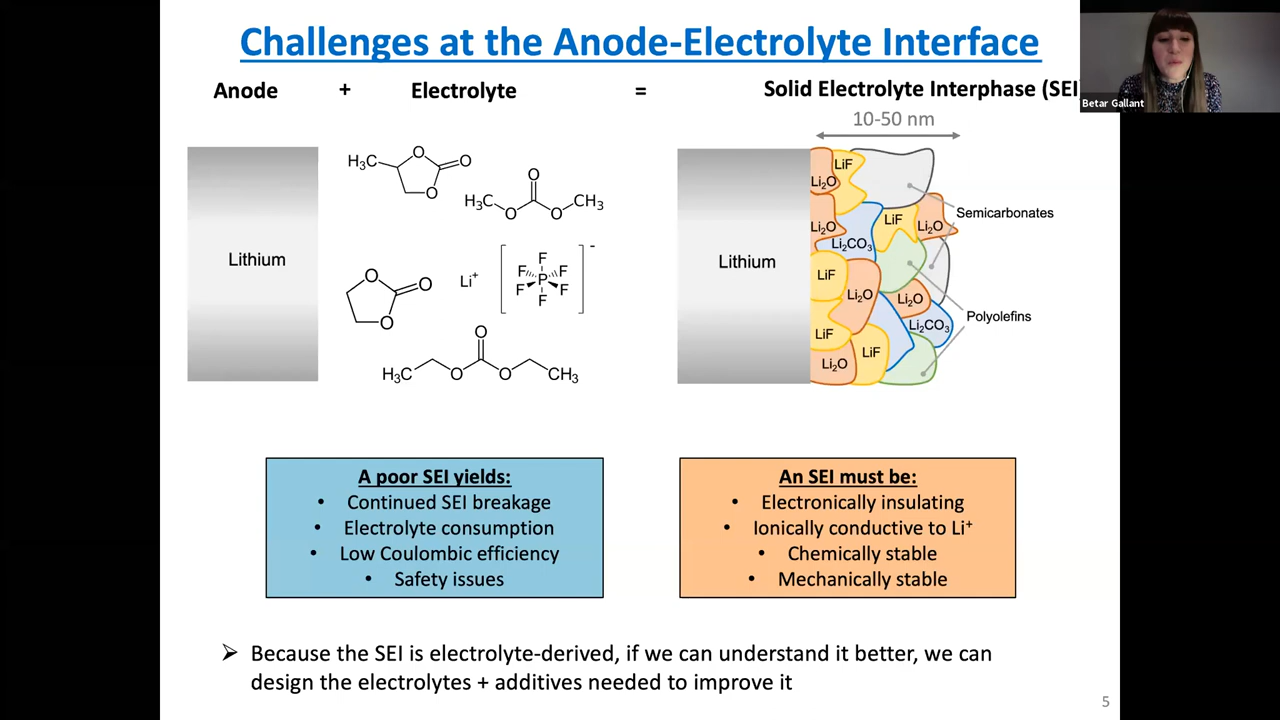 Challenges at the Anode-Electrolyte Interface
Anode + Electrolyte = Solid Electrolyte Interphase (SEI
Betar Gallant
10-50 nm
Lithium
H₃C O O O
H₃C O O O CH₃
Li⁺ [ F F F P F F F ]⁻
O O O
H₃C O O O CH₃
Lithium
Li₂O LiF
Li₂O Li₂CO₃ LiF Li₂O
Semicarbonates
LiF Li₂O Li₂O
Li₂CO₃
Polyolefins
LiF
Li₂O LiF
A poor SEI yields:
• Continued SEI breakage
• Electrolyte consumption
• Low Coulombic efficiency
• Safety issues
An SEI must be:
• Electronically insulating
• Ionically conductive to Li⁺
• Chemically stable
• Mechanically stable
➢ Because the SEI is electrolyte-derived, if we can understand it better, we can
design the electrolytes + additives needed to improve it
5